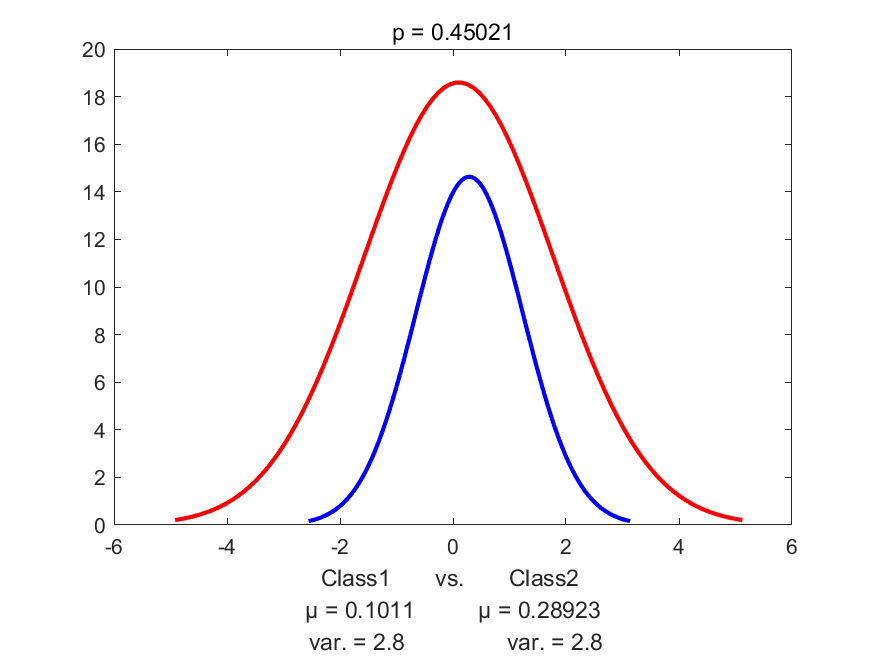 p = 0.45021
20
18
16
14
12
10
8
6
4
2
0
-6 -4 -2 0 2 4 6
Class1 vs. Class2
μ = 0.1011 μ = 0.28923
var. = 2.8 var. = 2.8